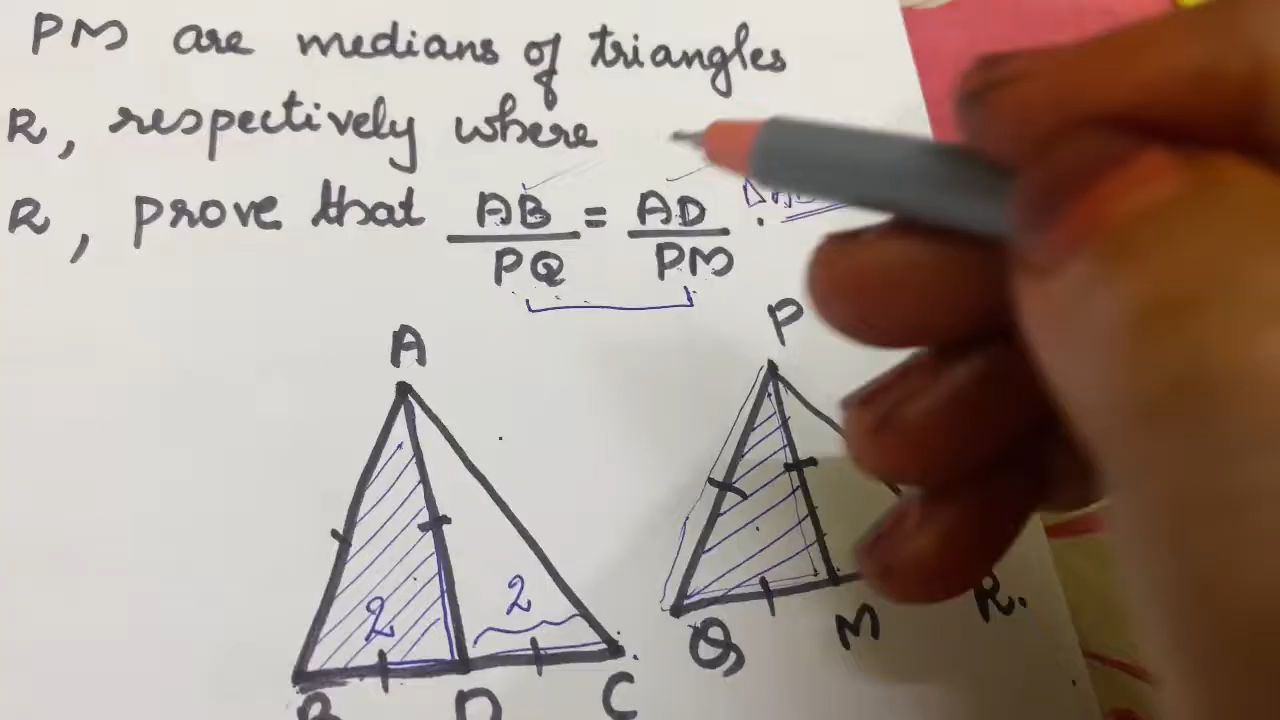 PM are medians of triangles
R, respectively where
R, prove that AB/PQ = AD/PM .
A
P
2
2
R.
Q
M
B
D
C